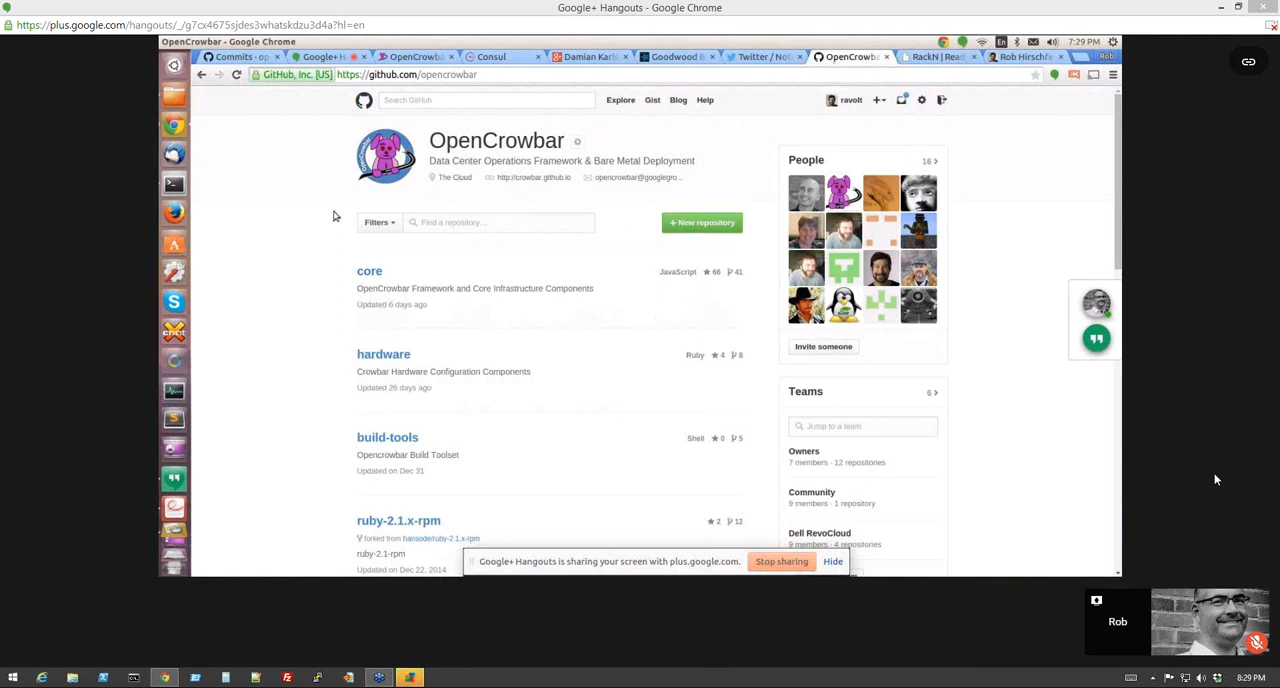 Google+ Hangouts - Google Chrome
https://plus.google.com/hangouts/_/g7cx4675sjdes3whatskdzu3d4a?hl=en
OpenCrowbar - Google Chrome
En
7:29 PM
Commits · op
Google+ H
OpenCrowb
Consul
Damian Karls
Goodwood B
Twitter / Not
OpenCrowba
RackN | Read
Rob Hirschfe
Rob
GitHub, Inc. [US]
https://github.com/opencrowbar
Search GitHub
Explore Gist Blog Help
ravolt
OpenCrowbar
Data Center Operations Framework & Bare Metal Deployment
The Cloud http://crowbar.github.io opencrowbar@googlegro...
Filters
Find a repository...
+ New repository
core
JavaScript 66 41
OpenCrowbar Framework and Core Infrastructure Components
Updated 6 days ago
hardware
Ruby 4 8
Crowbar Hardware Configuration Components
Updated 26 days ago
build-tools
Shell 0 5
Opencrowbar Build Toolset
Updated on Dec 31
ruby-2.1.x-rpm
2 12
forked from hansode/ruby-2.1.x-rpm
ruby-2.1-rpm
Updated on Dec 22, 2014
People
16
Invite someone
Teams
6
Jump to a team
Owners
7 members · 12 repositories
Community
9 members · 1 repository
Dell RevoCloud
9 members · 4 repositories
Google+ Hangouts is sharing your screen with plus.google.com.
Stop sharing
Hide
Rob
8:29 PM